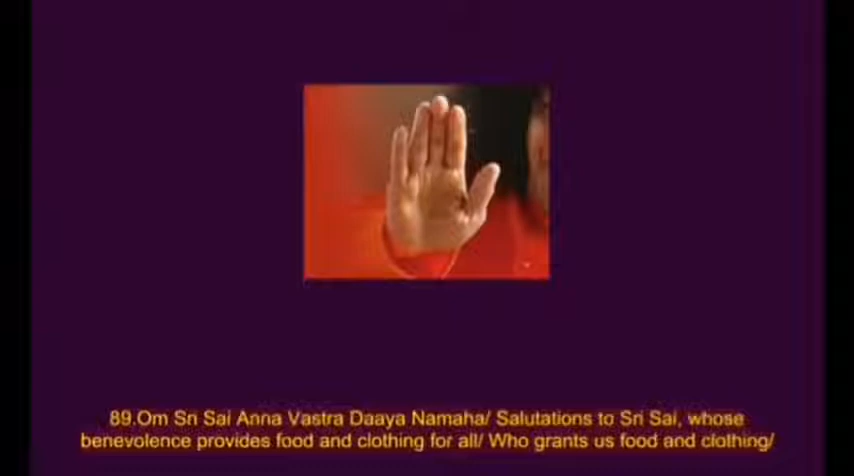 89.Om Sri Sai Anna Vastra Daaya Namaha/ Salutations to Sri Sai, whose
benevolence provides food and clothing for all/ Who grants us food and clothing/